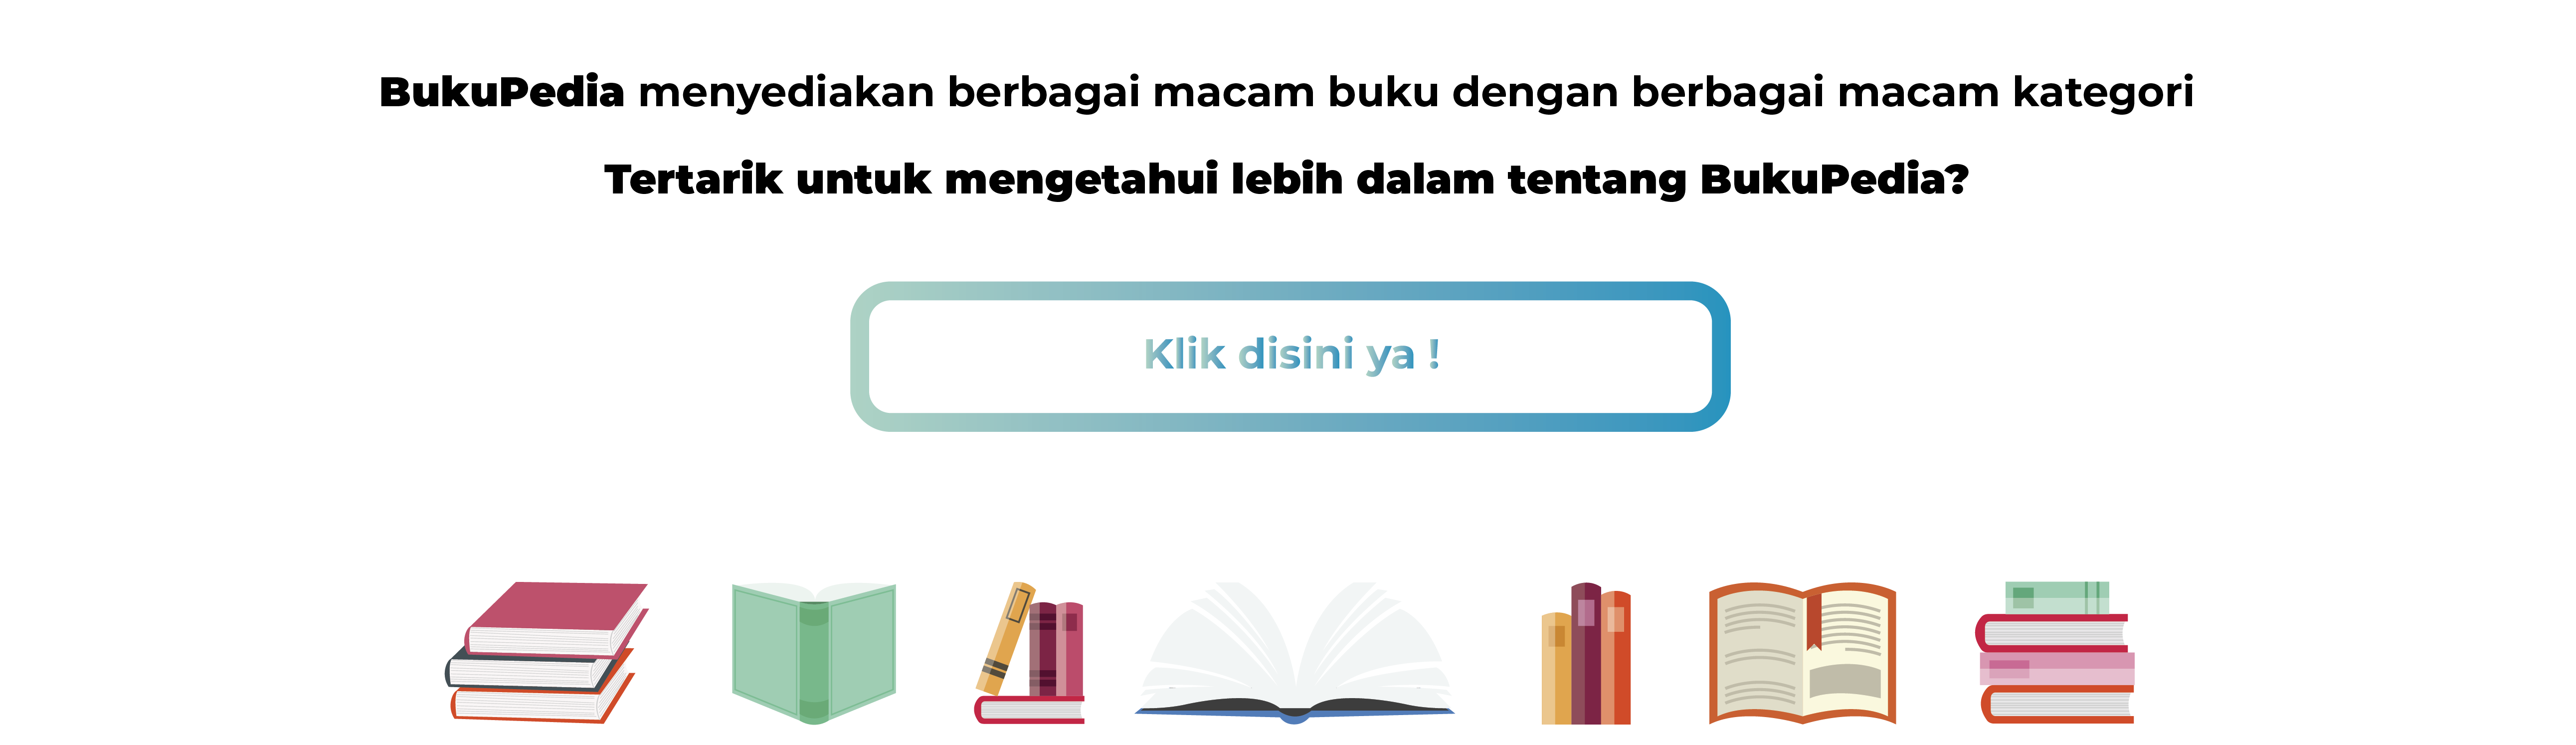 BukuPedia menyediakan berbagai macam buku dengan berbagai macam kategori
Tertarik untuk mengetahui lebih dalam tentang BukuPedia?
Klik disini ya !